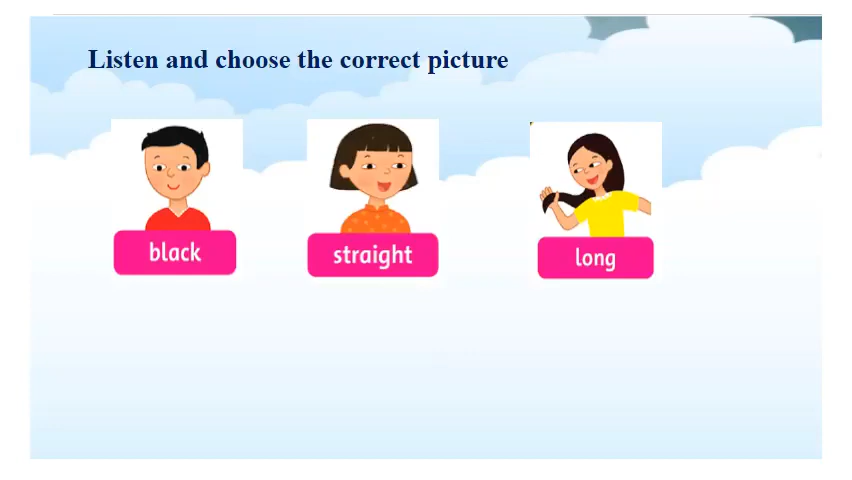 Listen and choose the correct picture
black
straight
long